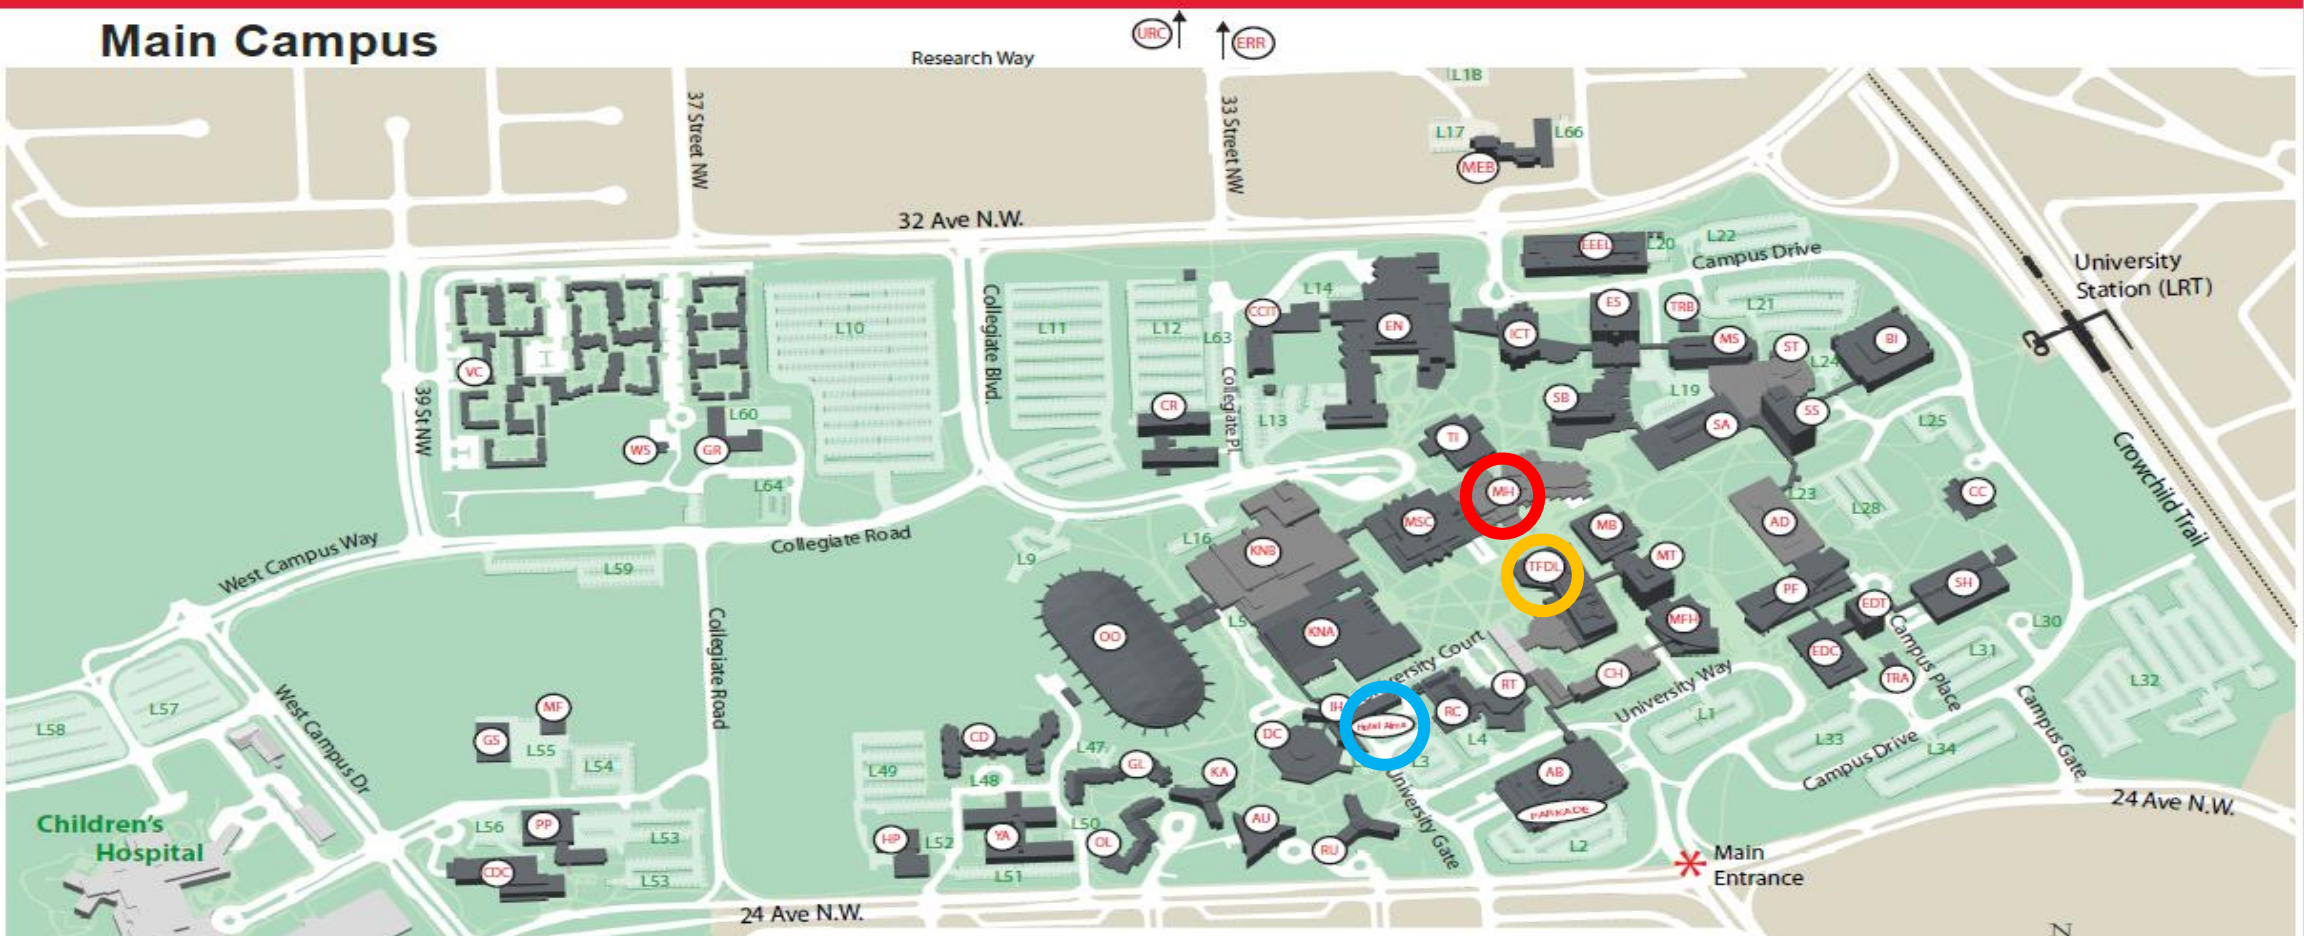 Main Campus
URC
ERR
Research Way
L18
37 Street NW
33 Street NW
L17
L66
MEB
32 Ave N.W.
EEEL
L20
L22
Campus Drive
University
Station (LRT)
CCIT
L14
EN
ICT
ES
TRB
L21
MS
ST
BI
L10
Collegiate Blvd.
L11
L12
L63
VC
39 St NW
L60
CR
Collegiate Pl.
L13
SB
L19
L24
SS
SA
L25
WS
GR
TI
Crowchild Trail
L64
MH
L23
L28
CC
West Campus Way
Collegiate Road
L9
L16
KNB
MSC
MB
AD
L59
TFDL
MT
PF
EDT
SH
Collegiate Road
OO
L5
KNA
MFH
EDC
Campus Place
L30
L31
TRA
L32
University Court
RT
CH
University Way
L58
L57
West Campus Dr
MF
GS
L55
L54
CD
L47
DC
IH
Hotel Alma
RC
L4
L1
L33
Campus Drive
L34
Campus Gate
L49
L48
GL
KA
L3
University Gate
AB
PARKADE
24 Ave N.W.
Children's
Hospital
L56
PP
L53
HP
L52
YA
L50
OL
AU
RU
L2
Main
Entrance
CDC
L53
L51
24 Ave N.W.
N